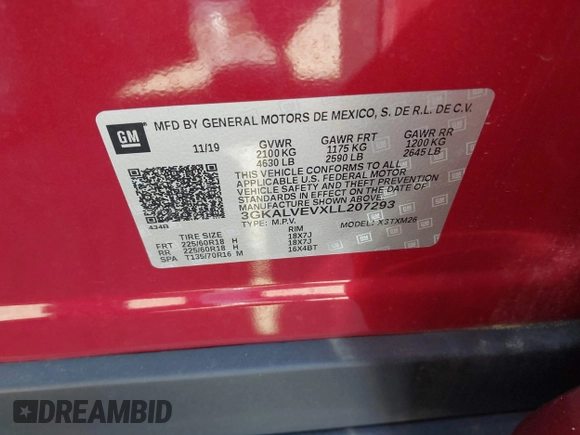 GM
MFD BY GENERAL MOTORS DE MEXICO, S. DE R.L. DE C.V.
11/19 GVWR GAWR FRT GAWR RR
2100 KG 1175 KG 1200 KG
4630 LB 2590 LB 2645 LB
THIS VEHICLE CONFORMS TO ALL
APPLICABLE U.S. FEDERAL MOTOR
VEHICLE SAFETY AND THEFT PREVENTION
STANDARDS IN EFFECT ON THE DATE OF
MANUFACTURE SHOWN ABOVE.
3GKALVEVXLL207293
TYPE: M.P.V. MODEL: X3TXM26
434B
TIRE SIZE RIM
FRT 225/60R18 H 18X7J
RR 225/60R18 H 18X7J
SPA T135/70R16 M 16X4BT
DREAMBID